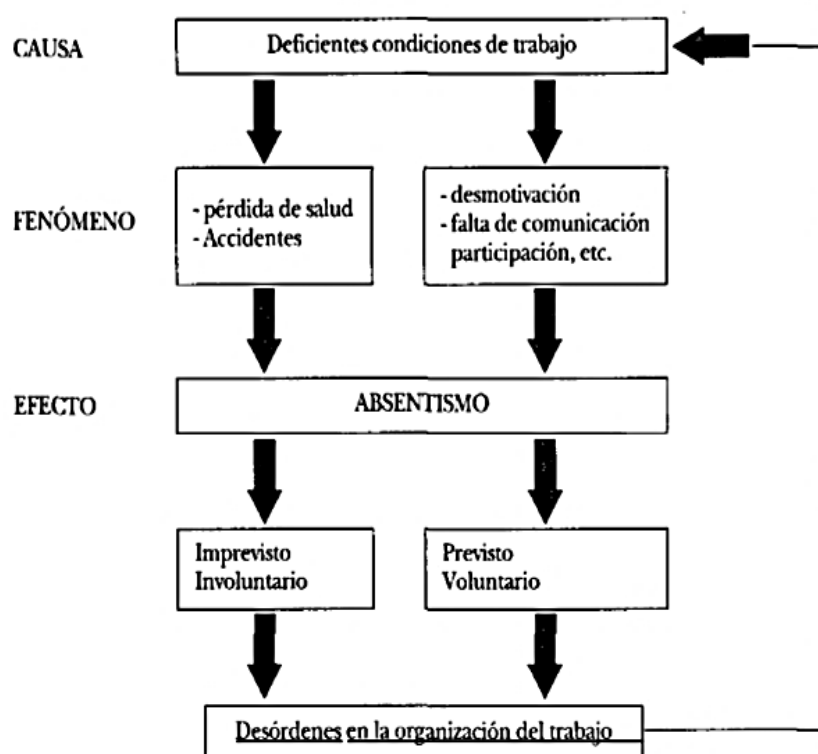 CAUSA
Deficientes condiciones de trabajo
FENÓMENO
- pérdida de salud
- Accidentes
- desmotivación
- falta de comunicación
participación, etc.
EFECTO
ABSENTISMO
Imprevisto
Involuntario
Previsto
Voluntario
Desórdenes en la organización del trabajo